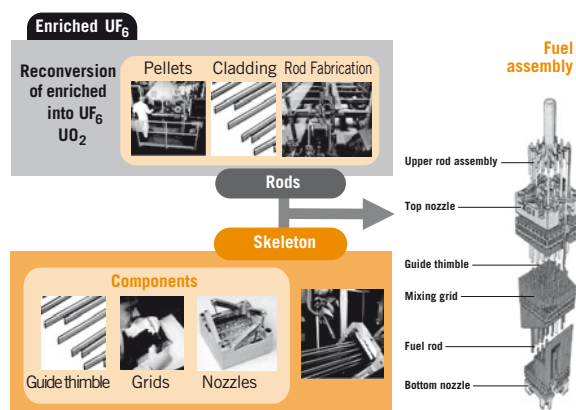 Enriched UF6
Reconversion
of enriched
into UF6
UO2
Pellets
Cladding
Rod Fabrication
Rods
Skeleton
Components
Guide thimble
Grids
Nozzles
Fuel
assembly
Upper rod assembly
Top nozzle
Guide thimble
Mixing grid
Fuel rod
Bottom nozzle